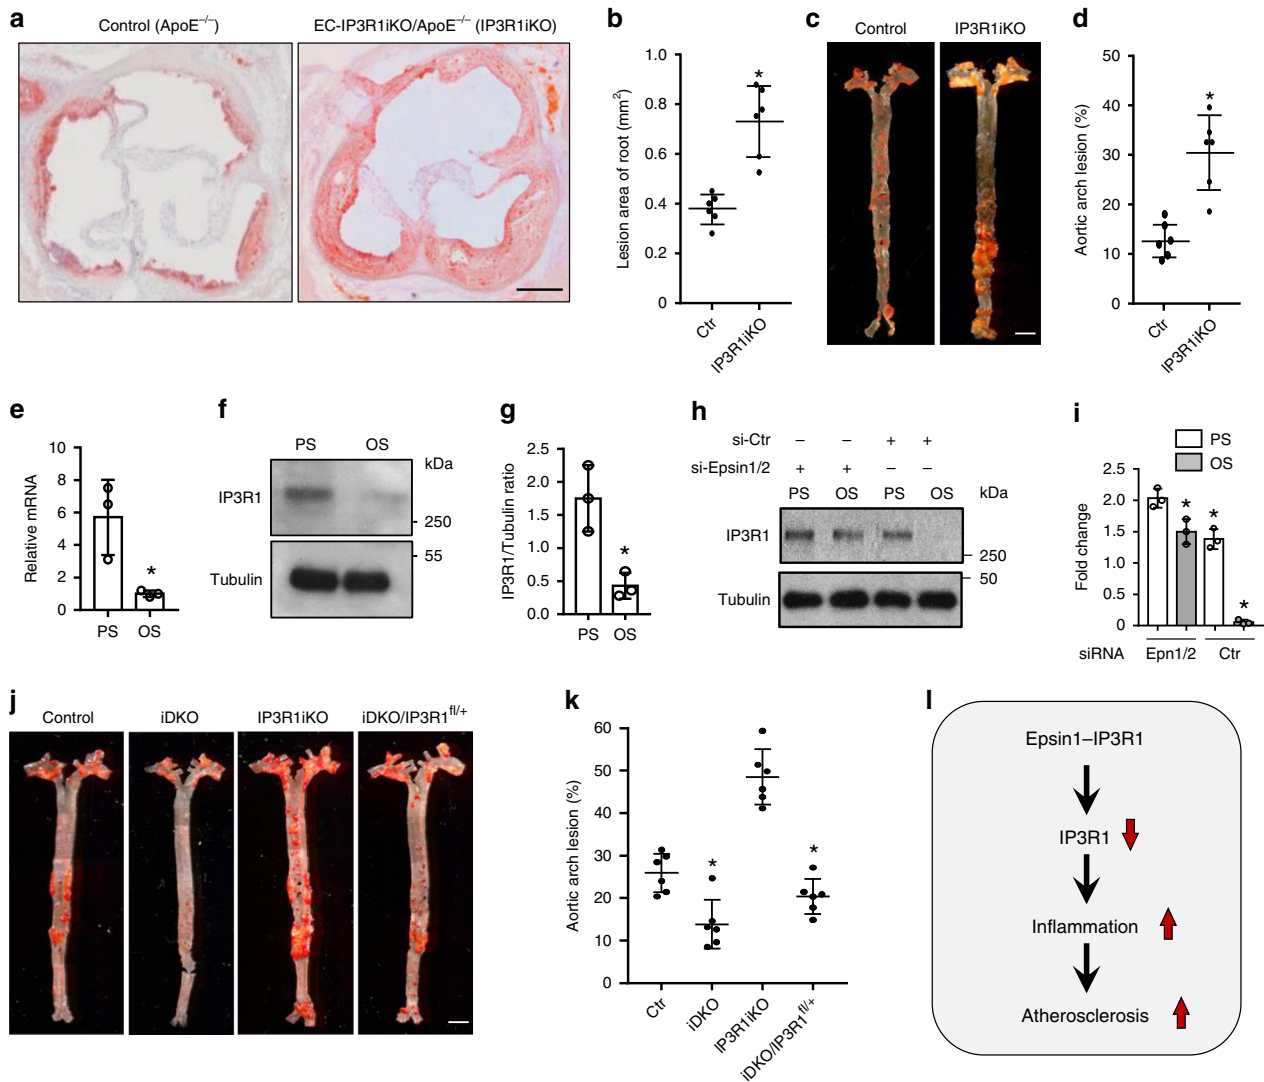 a
Control (ApoE⁻/⁻)
EC-IP3R1iKO/ApoE⁻/⁻ (IP3R1iKO)
b
Lesion area of root (mm²)
1.0
0.8
0.6
0.4
0.2
0
*
Ctr
IP3R1iKO
c
Control
IP3R1iKO
d
Aortic arch lesion (%)
50
40
30
20
10
0
*
Ctr
IP3R1iKO
e
Relative mRNA
10
8
6
4
2
0
*
PS
OS
f
PS
OS
kDa
IP3R1
250
55
Tubulin
g
IP3R1/Tubulin ratio
2.5
2.0
1.5
1.0
0.5
0.0
*
PS
OS
h
si-Ctr – – + +
si-Epsin1/2 + + – –
PS OS PS OS kDa
IP3R1
250
50
Tubulin
i
PS
OS
Fold change
2.5
2.0
1.5
1.0
0.5
0
*
*
*
siRNA Epn1/2 Ctr
j
Control
iDKO
IP3R1iKO
iDKO/IP3R1fl/+
k
Aortic arch lesion (%)
60
50
40
30
20
10
0
*
*
Ctr
iDKO
IP3R1iKO
iDKO/IP3R1fl/+
l
Epsin1–IP3R1
IP3R1
Inflammation
Atherosclerosis